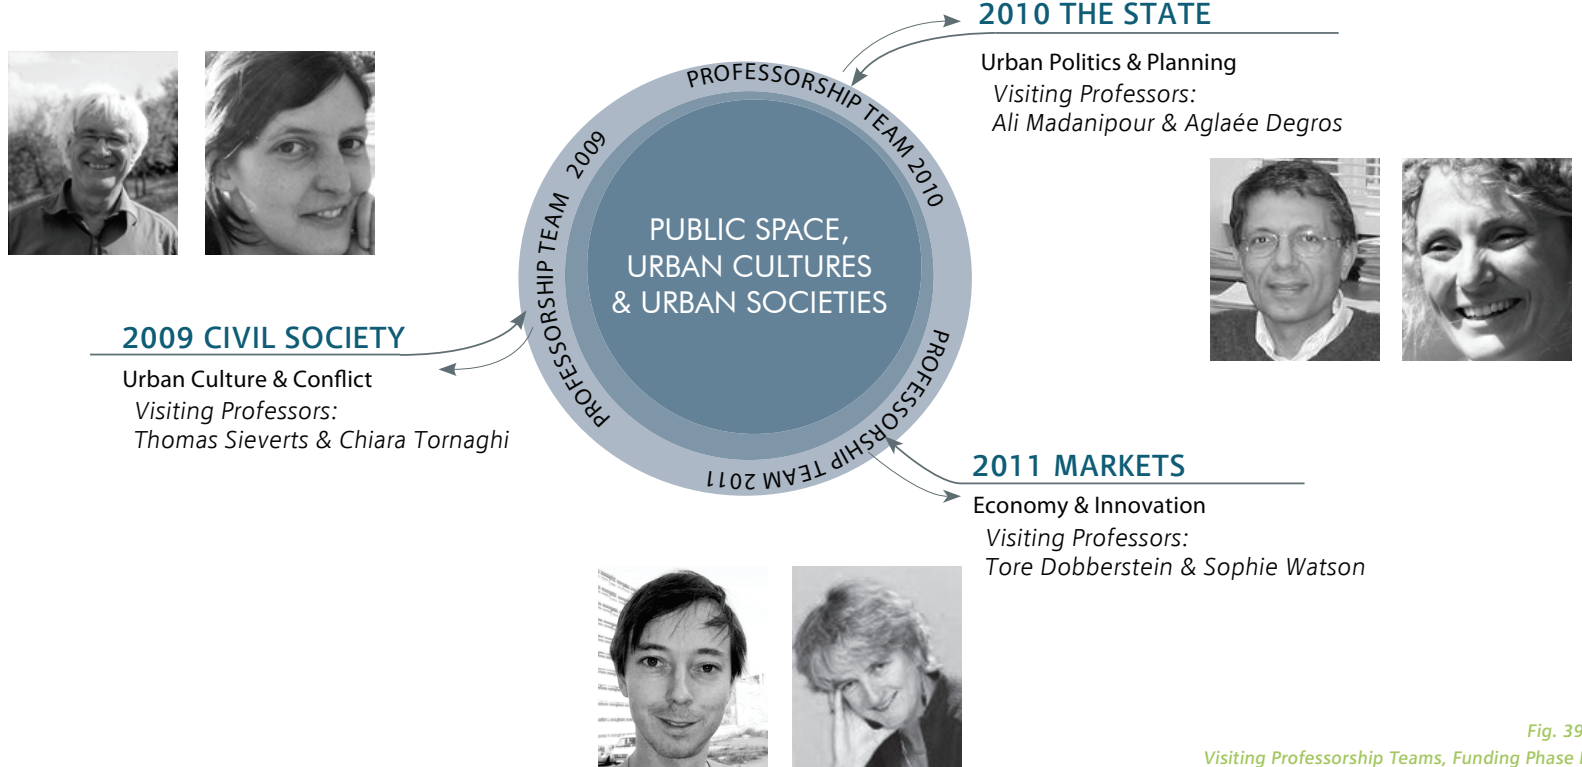 2010 THE STATE
Urban Politics & Planning
Visiting Professors:
Ali Madanipour & Aglaée Degros
PROFESSORSHIP TEAM 2009
PROFESSORSHIP TEAM 2010
PROFESSORSHIP TEAM 2011
PUBLIC SPACE,
URBAN CULTURES
& URBAN SOCIETIES
2009 CIVIL SOCIETY
Urban Culture & Conflict
Visiting Professors:
Thomas Sieverts & Chiara Tornaghi
2011 MARKETS
Economy & Innovation
Visiting Professors:
Tore Dobberstein & Sophie Watson
Fig. 39
Visiting Professorship Teams, Funding Phase I